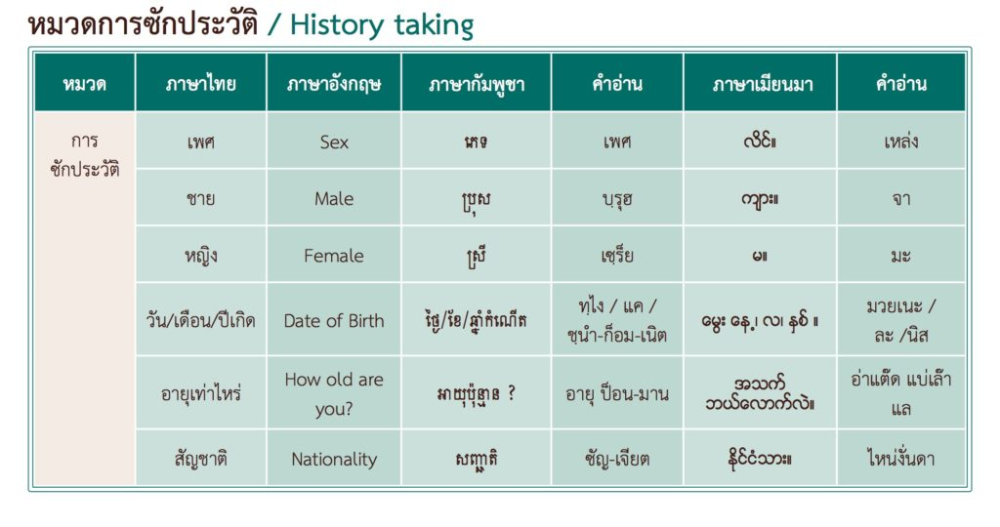 หมวดการซักประวัติ / History taking
หมวด ภาษาไทย ภาษาอังกฤษ ภาษากัมพูชา คำอ่าน ภาษาเมียนมา คำอ่าน
การ
ซักประวัติ
เพศ Sex ភេទ เพศ လိင်။ เหล่ง
ชาย Male ប្រុស บฺรุฮ ကျား။ จา
หญิง Female ស្រី เซฺรีย မ။ มะ
วัน/เดือน/ปีเกิด Date of Birth ថ្ងៃ/ខែ/ឆ្នាំកំណើត
ทฺไง / แค /
ชฺนำ-ก็อม-เนิต
မွေး နေ့၊ လ၊ နှစ် ။
มวยเนะ /
ละ /นิส
อายุเท่าไหร่
How old are
you?
អាយុប៉ុន្មាន ? อายุ ป็อน-มาน
အသက်
ဘယ်လောက်လဲ။
อ่าแต๊ด แบ่เล๊า
แล
สัญชาติ Nationality សញ្ជាតិ ซัญ-เจียต နိုင်ငံသား။ ไหน่งั่นดา